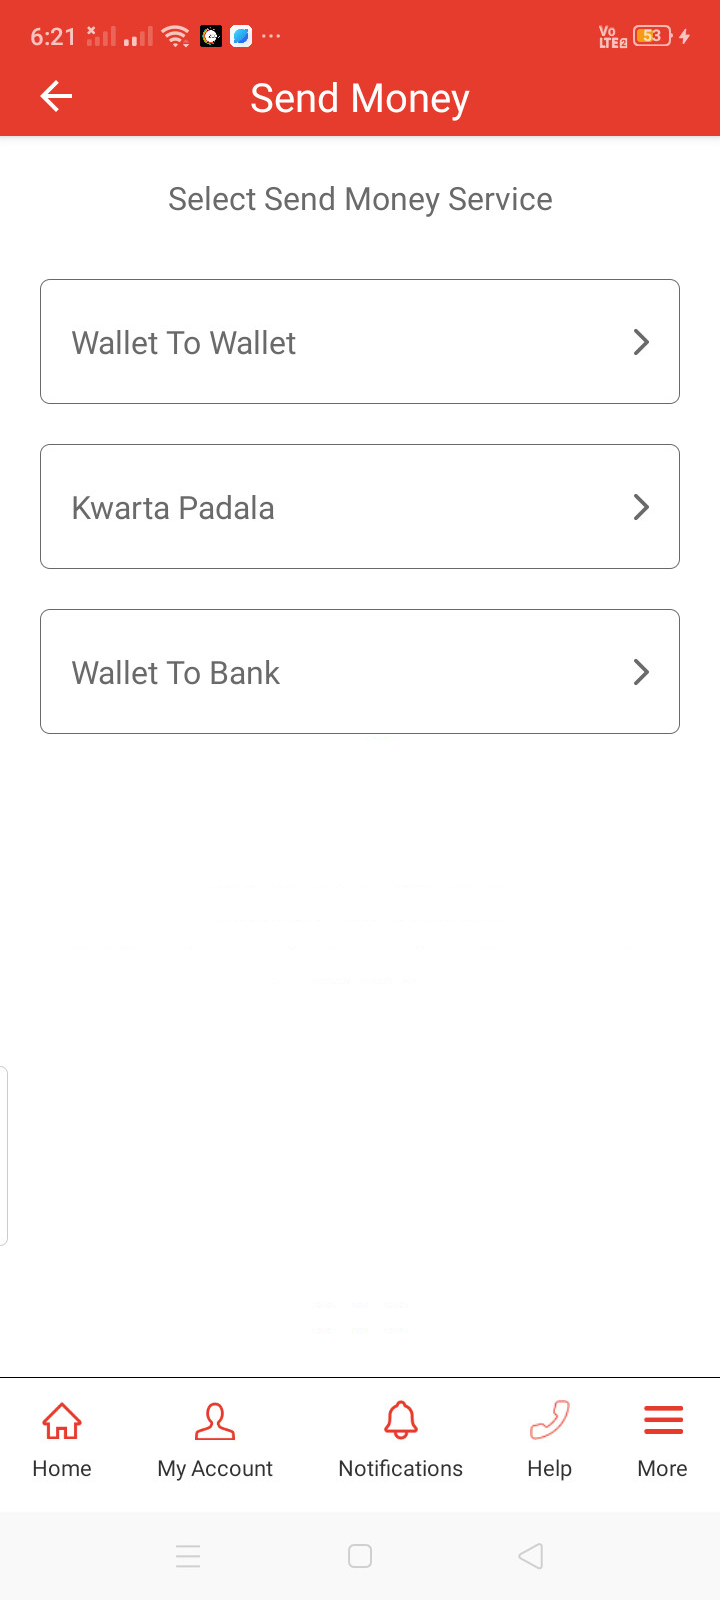 6:21
Vo LTE2 53
Send Money
Select Send Money Service
Wallet To Wallet
Kwarta Padala
Wallet To Bank
Home My Account Notifications Help More